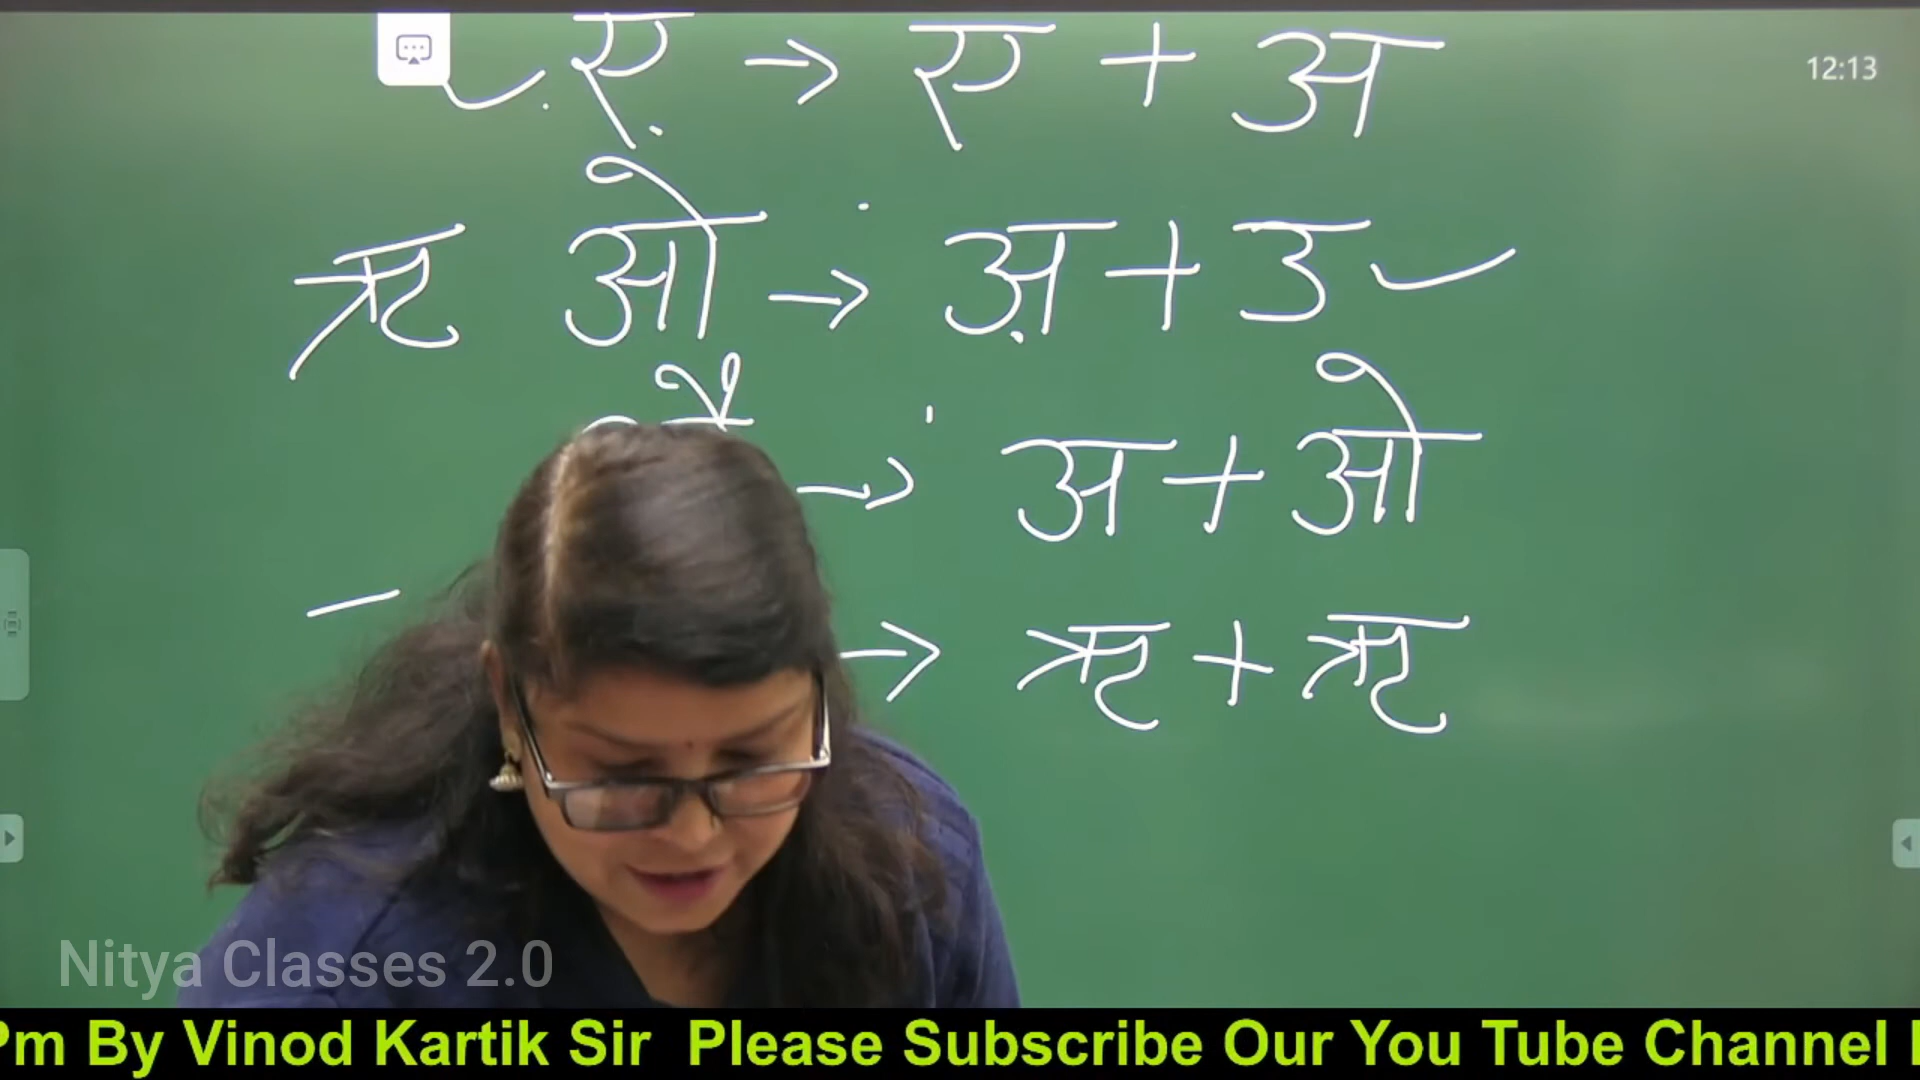 ए → ए + अ
12:13
ऋ ओ → अ + उ
→ अ + ओ
→ ऋ + ऋ
Nitya Classes 2.0
Pm By Vinod Kartik Sir Please Subscribe Our You Tube Channel